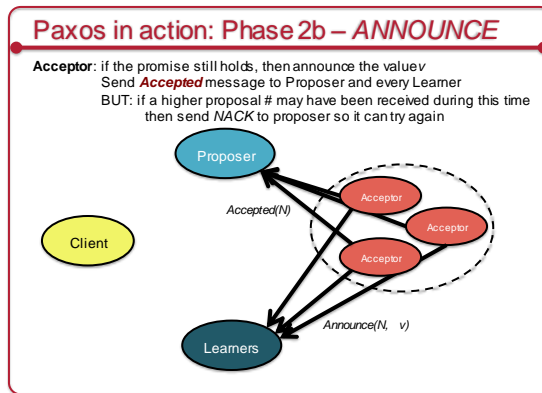 Paxos in action: Phase 2b – ANNOUNCE
Acceptor: if the promise still holds, then announce the value v
Send Accepted message to Proposer and every Learner
BUT: if a higher proposal # may have been received during this time
then send NACK to proposer so it can try again
Proposer
Acceptor
Accepted(N)
Acceptor
Client
Acceptor
Announce(N, v)
Learners